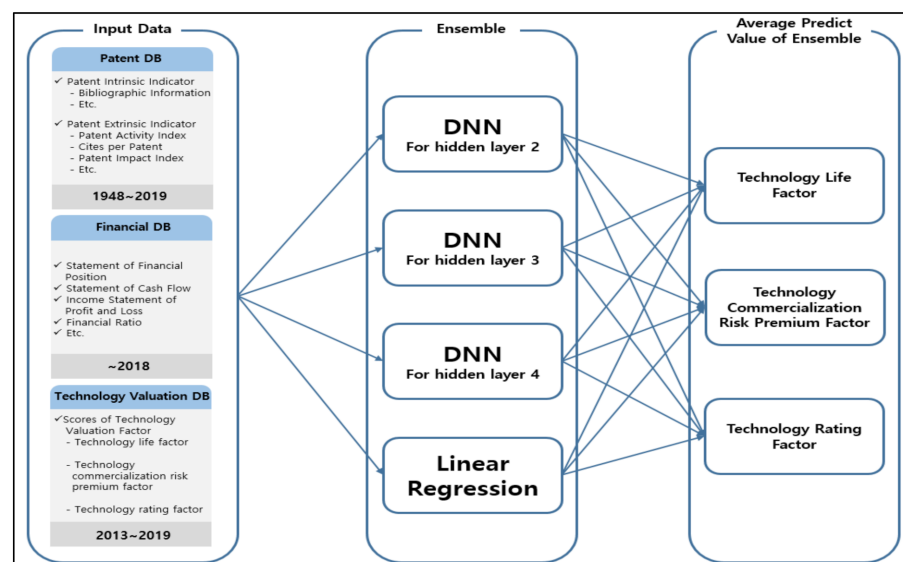 Input Data
Patent DB
✓ Patent Intrinsic Indicator
- Bibliographic Information
- Etc.
✓ Patent Extrinsic Indicator
- Patent Activity Index
- Cites per Patent
- Patent Impact Index
- Etc.
1948~2019
Financial DB
✓ Statement of Financial
Position
✓ Statement of Cash Flow
✓ Income Statement of
Profit and Loss
✓ Financial Ratio
✓ Etc.
~2018
Technology Valuation DB
✓Scores of Technology
Valuation Factor
- Technology life factor
- Technology
commercialization risk
premium factor
- Technology rating factor
2013~2019
Ensemble
DNN
For hidden layer 2
DNN
For hidden layer 3
DNN
For hidden layer 4
Linear
Regression
Average Predict
Value of Ensemble
Technology Life
Factor
Technology
Commercialization
Risk Premium Factor
Technology Rating
Factor